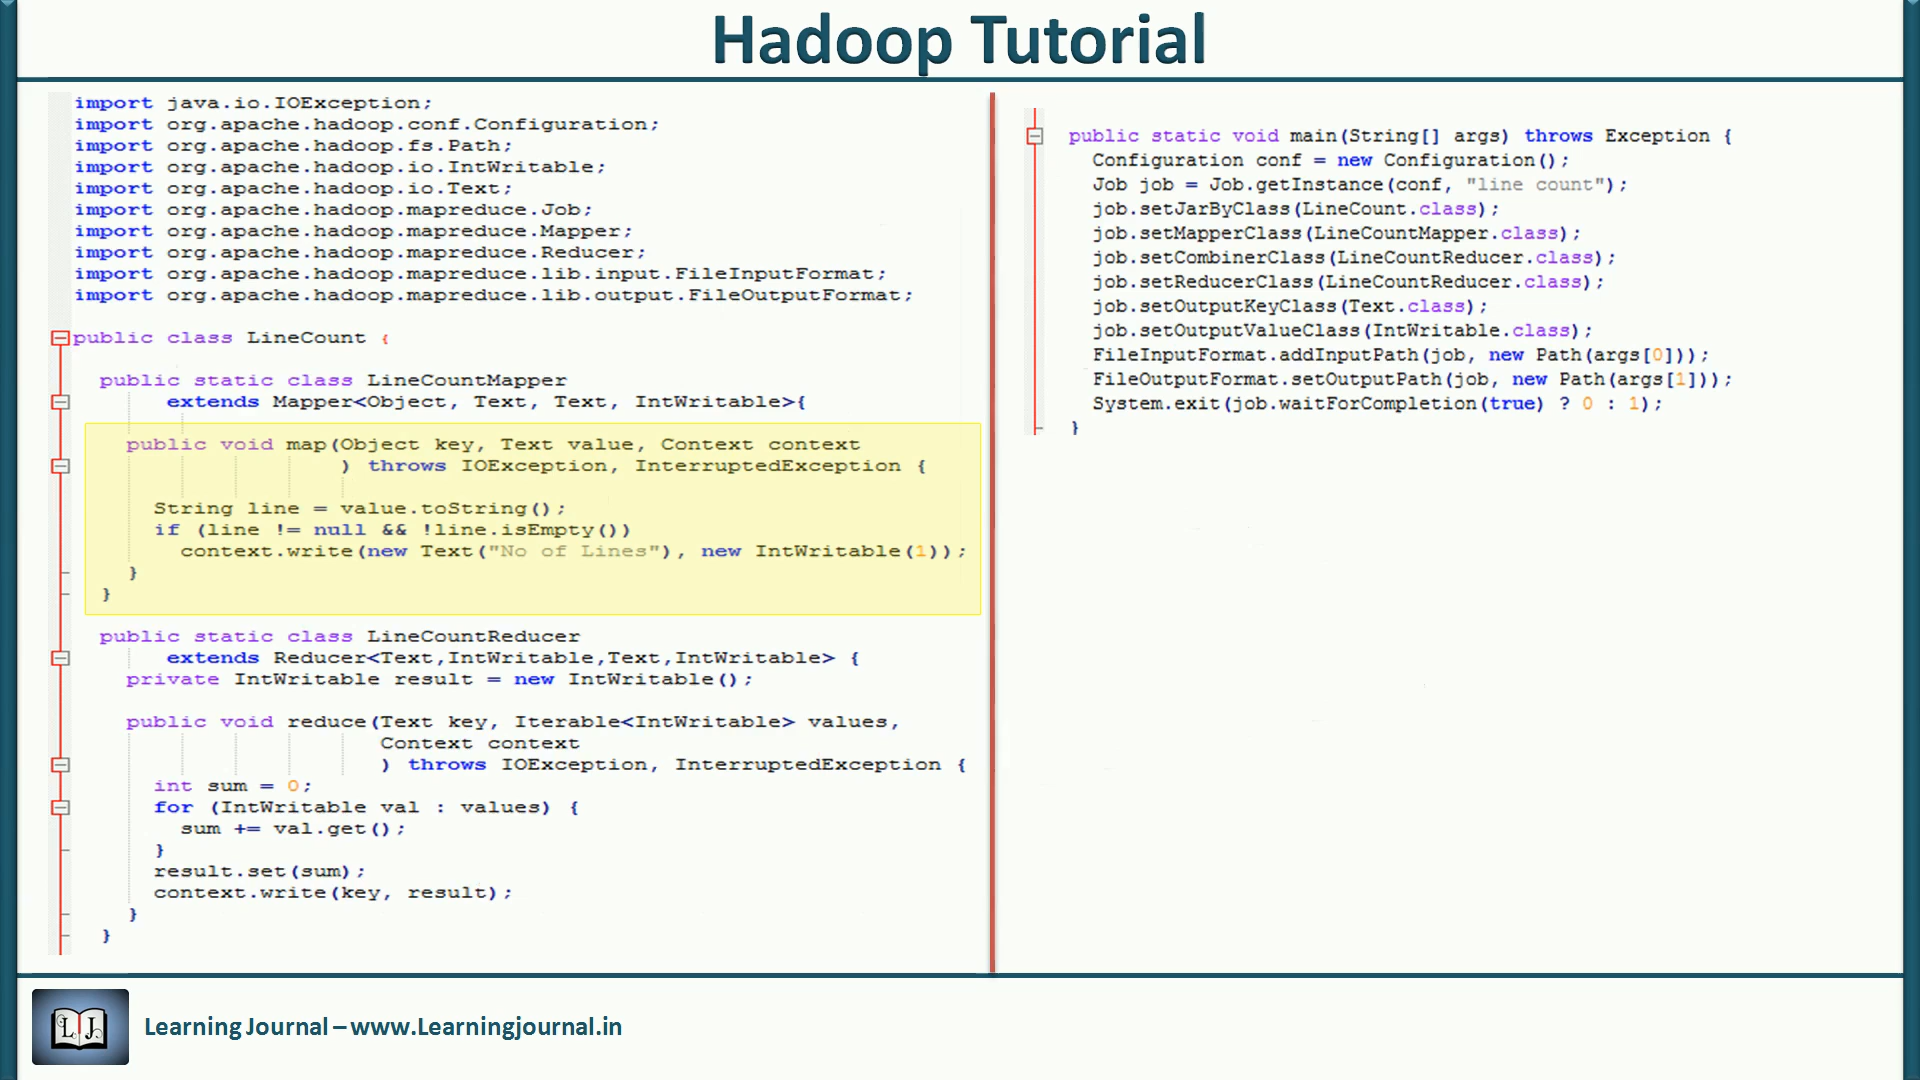 Hadoop Tutorial
import java.io.IOException;
import org.apache.hadoop.conf.Configuration;
import org.apache.hadoop.fs.Path;
import org.apache.hadoop.io.IntWritable;
import org.apache.hadoop.io.Text;
import org.apache.hadoop.mapreduce.Job;
import org.apache.hadoop.mapreduce.Mapper;
import org.apache.hadoop.mapreduce.Reducer;
import org.apache.hadoop.mapreduce.lib.input.FileInputFormat;
import org.apache.hadoop.mapreduce.lib.output.FileOutputFormat;
public class LineCount {
public static class LineCountMapper
extends Mapper<Object, Text, Text, IntWritable>{
public void map(Object key, Text value, Context context
) throws IOException, InterruptedException {
String line = value.toString();
if (line != null && !line.isEmpty())
context.write(new Text("No of Lines"), new IntWritable(1));
}
}
public static class LineCountReducer
extends Reducer<Text,IntWritable,Text,IntWritable> {
private IntWritable result = new IntWritable();
public void reduce(Text key, Iterable<IntWritable> values,
Context context
) throws IOException, InterruptedException {
int sum = 0;
for (IntWritable val : values) {
sum += val.get();
}
result.set(sum);
context.write(key, result);
}
}
public static void main(String[] args) throws Exception {
Configuration conf = new Configuration();
Job job = Job.getInstance(conf, "line count");
job.setJarByClass(LineCount.class);
job.setMapperClass(LineCountMapper.class);
job.setCombinerClass(LineCountReducer.class);
job.setReducerClass(LineCountReducer.class);
job.setOutputKeyClass(Text.class);
job.setOutputValueClass(IntWritable.class);
FileInputFormat.addInputPath(job, new Path(args[0]));
FileOutputFormat.setOutputPath(job, new Path(args[1]));
System.exit(job.waitForCompletion(true) ? 0 : 1);
}
L J
Learning Journal – www.Learningjournal.in